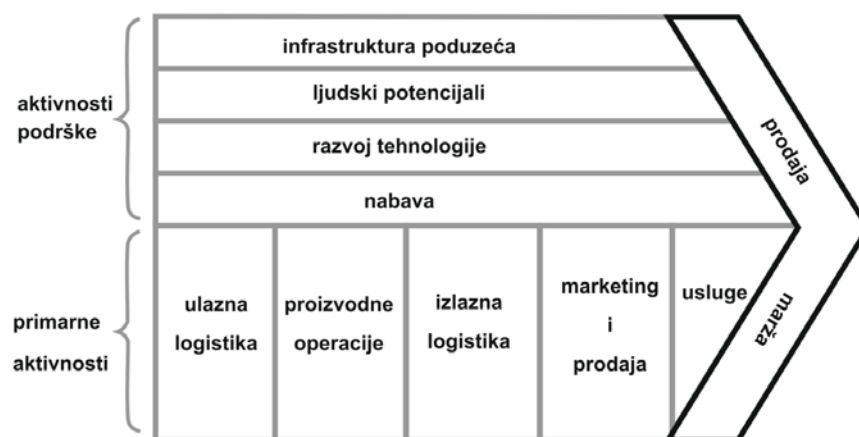 aktivnosti
podrške
infrastruktura poduzeća
ljudski potencijali
razvoj tehnologije
nabava
prodaja
primarne
aktivnosti
ulazna
logistika
proizvodne
operacije
izlazna
logistika
marketing
i
prodaja
usluge
marža